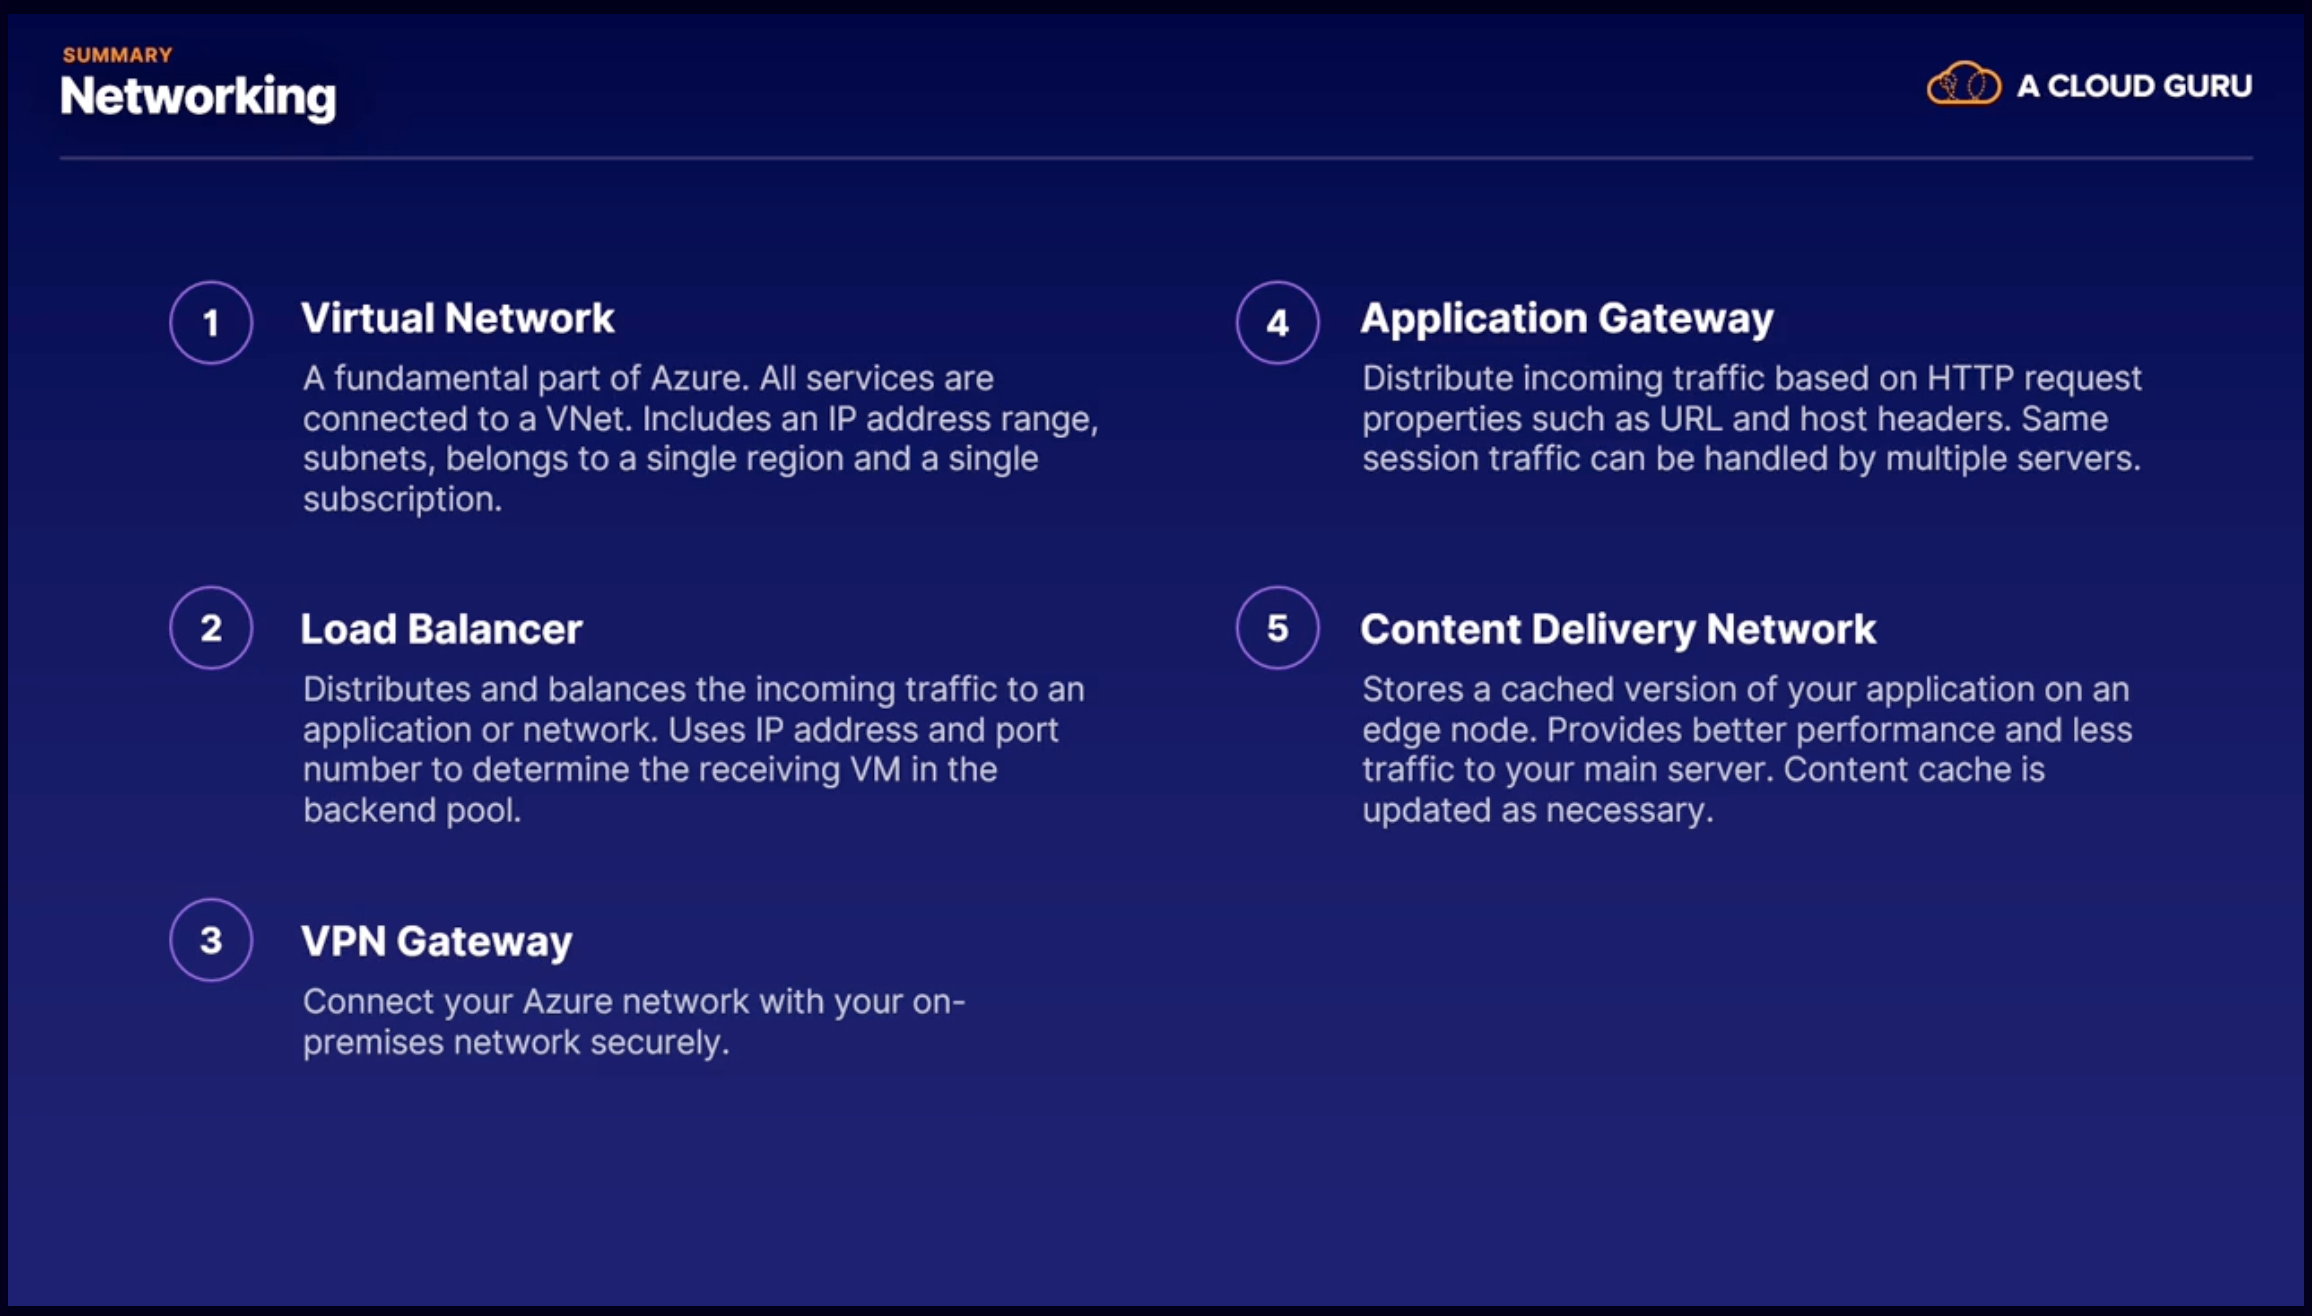 SUMMARY
Networking
A CLOUD GURU
1
Virtual Network
A fundamental part of Azure. All services are
connected to a VNet. Includes an IP address range,
subnets, belongs to a single region and a single
subscription.
2
Load Balancer
Distributes and balances the incoming traffic to an
application or network. Uses IP address and port
number to determine the receiving VM in the
backend pool.
3
VPN Gateway
Connect your Azure network with your on-
premises network securely.
4
Application Gateway
Distribute incoming traffic based on HTTP request
properties such as URL and host headers. Same
session traffic can be handled by multiple servers.
5
Content Delivery Network
Stores a cached version of your application on an
edge node. Provides better performance and less
traffic to your main server. Content cache is
updated as necessary.